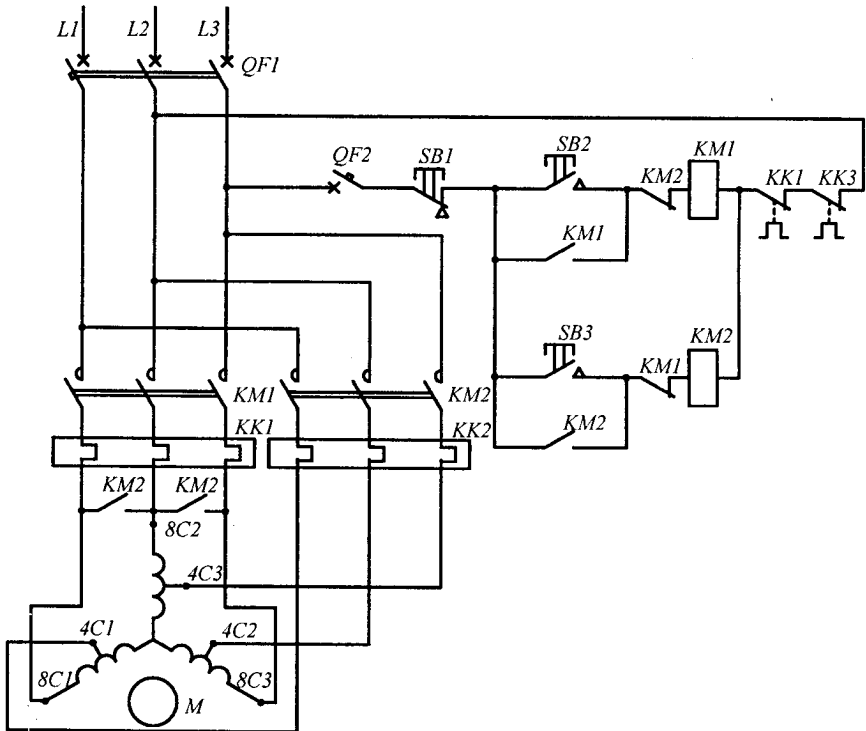 L1 L2 L3
QF1
QF2 SB1 SB2 KM2 KM1 KK1 KK3
KM1
SB3 KM1 KM2
KM1 KM2
KM2
KK1 KK2
KM2 KM2
8C2
4C3
4C1 4C2
8C1 8C3
M